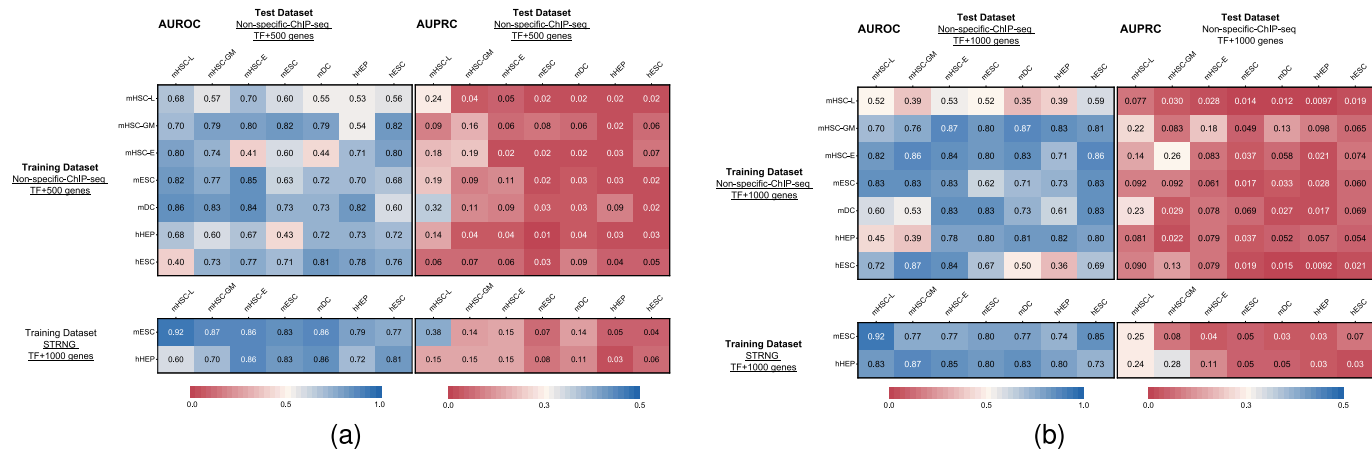 AUROC
Test Dataset
Non-specific-ChIP-seq
TF+500 genes
AUPRC
Test Dataset
Non-specific-ChIP-seq
TF+500 genes
mHSC-L mHSC-GM mHSC-E mESC mDC hHEP hESC mHSC-L mHSC-GM mHSC-E mESC mDC hHEP hESC
Training Dataset
Non-specific-ChIP-seq
TF+500 genes
mHSC-L 0.68 0.57 0.70 0.60 0.55 0.53 0.56 0.24 0.04 0.05 0.02 0.02 0.02 0.02
mHSC-GM 0.70 0.79 0.80 0.82 0.79 0.54 0.82 0.09 0.16 0.06 0.08 0.06 0.02 0.06
mHSC-E 0.80 0.74 0.41 0.60 0.44 0.71 0.80 0.18 0.19 0.02 0.02 0.02 0.03 0.07
mESC 0.82 0.77 0.85 0.63 0.72 0.70 0.68 0.19 0.09 0.11 0.02 0.03 0.03 0.02
mDC 0.86 0.83 0.84 0.73 0.73 0.82 0.60 0.32 0.11 0.09 0.03 0.03 0.09 0.02
hHEP 0.68 0.60 0.67 0.43 0.72 0.73 0.72 0.14 0.04 0.04 0.01 0.04 0.03 0.03
hESC 0.40 0.73 0.77 0.71 0.81 0.78 0.76 0.06 0.07 0.06 0.03 0.09 0.04 0.05
mHSC-L mHSC-GM mHSC-E mESC mDC hHEP hESC mHSC-L mHSC-GM mHSC-E mESC mDC hHEP hESC
Training Dataset
STRNG
TF+1000 genes
mESC 0.92 0.87 0.86 0.83 0.86 0.79 0.77 0.38 0.14 0.15 0.07 0.14 0.05 0.04
hHEP 0.60 0.70 0.86 0.83 0.86 0.72 0.81 0.15 0.15 0.15 0.08 0.11 0.03 0.06
0.0 0.5 1.0 0.0 0.3 0.5
(a)
AUROC
Test Dataset
Non-specific-ChIP-seq
TF+1000 genes
AUPRC
Test Dataset
Non-specific-ChIP-seq
TF+1000 genes
mHSC-L mHSC-GM mHSC-E mESC mDC hHEP hESC mHSC-L mHSC-GM mHSC-E mESC mDC hHEP hESC
Training Dataset
Non-specific-ChIP-seq
TF+1000 genes
mHSC-L 0.52 0.39 0.53 0.52 0.35 0.39 0.59 0.077 0.030 0.028 0.014 0.012 0.0097 0.019
mHSC-GM 0.70 0.76 0.87 0.80 0.87 0.83 0.81 0.22 0.083 0.18 0.049 0.13 0.098 0.065
mHSC-E 0.82 0.86 0.84 0.80 0.83 0.71 0.86 0.14 0.26 0.083 0.037 0.058 0.021 0.074
mESC 0.83 0.83 0.83 0.62 0.71 0.73 0.83 0.092 0.092 0.061 0.017 0.033 0.028 0.060
mDC 0.60 0.53 0.83 0.83 0.73 0.61 0.83 0.23 0.029 0.078 0.069 0.027 0.017 0.069
hHEP 0.45 0.39 0.78 0.80 0.81 0.82 0.80 0.081 0.022 0.079 0.037 0.052 0.057 0.054
hESC 0.72 0.87 0.84 0.67 0.50 0.36 0.69 0.090 0.13 0.079 0.019 0.015 0.0092 0.021
mHSC-L mHSC-GM mHSC-E mESC mDC hHEP hESC mHSC-L mHSC-GM mHSC-E mESC mDC hHEP hESC
Training Dataset
STRNG
TF+1000 genes
mESC 0.92 0.77 0.77 0.80 0.77 0.74 0.85 0.25 0.08 0.04 0.05 0.03 0.03 0.07
hHEP 0.83 0.87 0.85 0.80 0.83 0.80 0.73 0.24 0.28 0.11 0.05 0.05 0.03 0.03
0.0 0.5 1.0 0.0 0.3 0.5
(b)